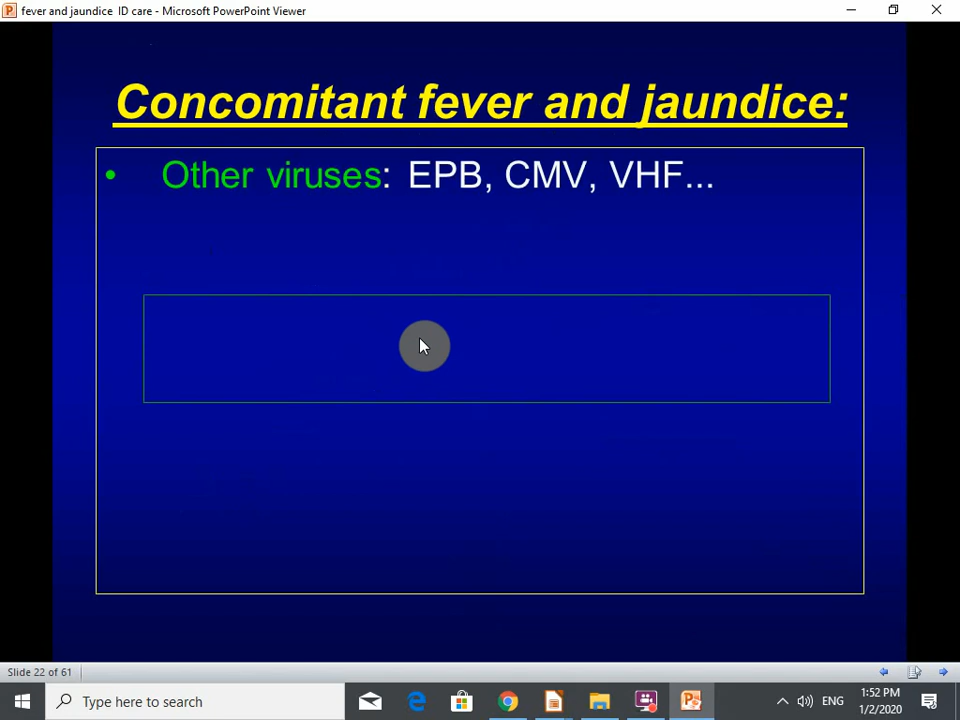 fever and jaundice  ID care - Microsoft PowerPoint Viewer
Concomitant fever and jaundice:
• Other viruses: EPB, CMV, VHF...
Slide 22 of 61
Type here to search
ENG
1:52 PM
1/2/2020